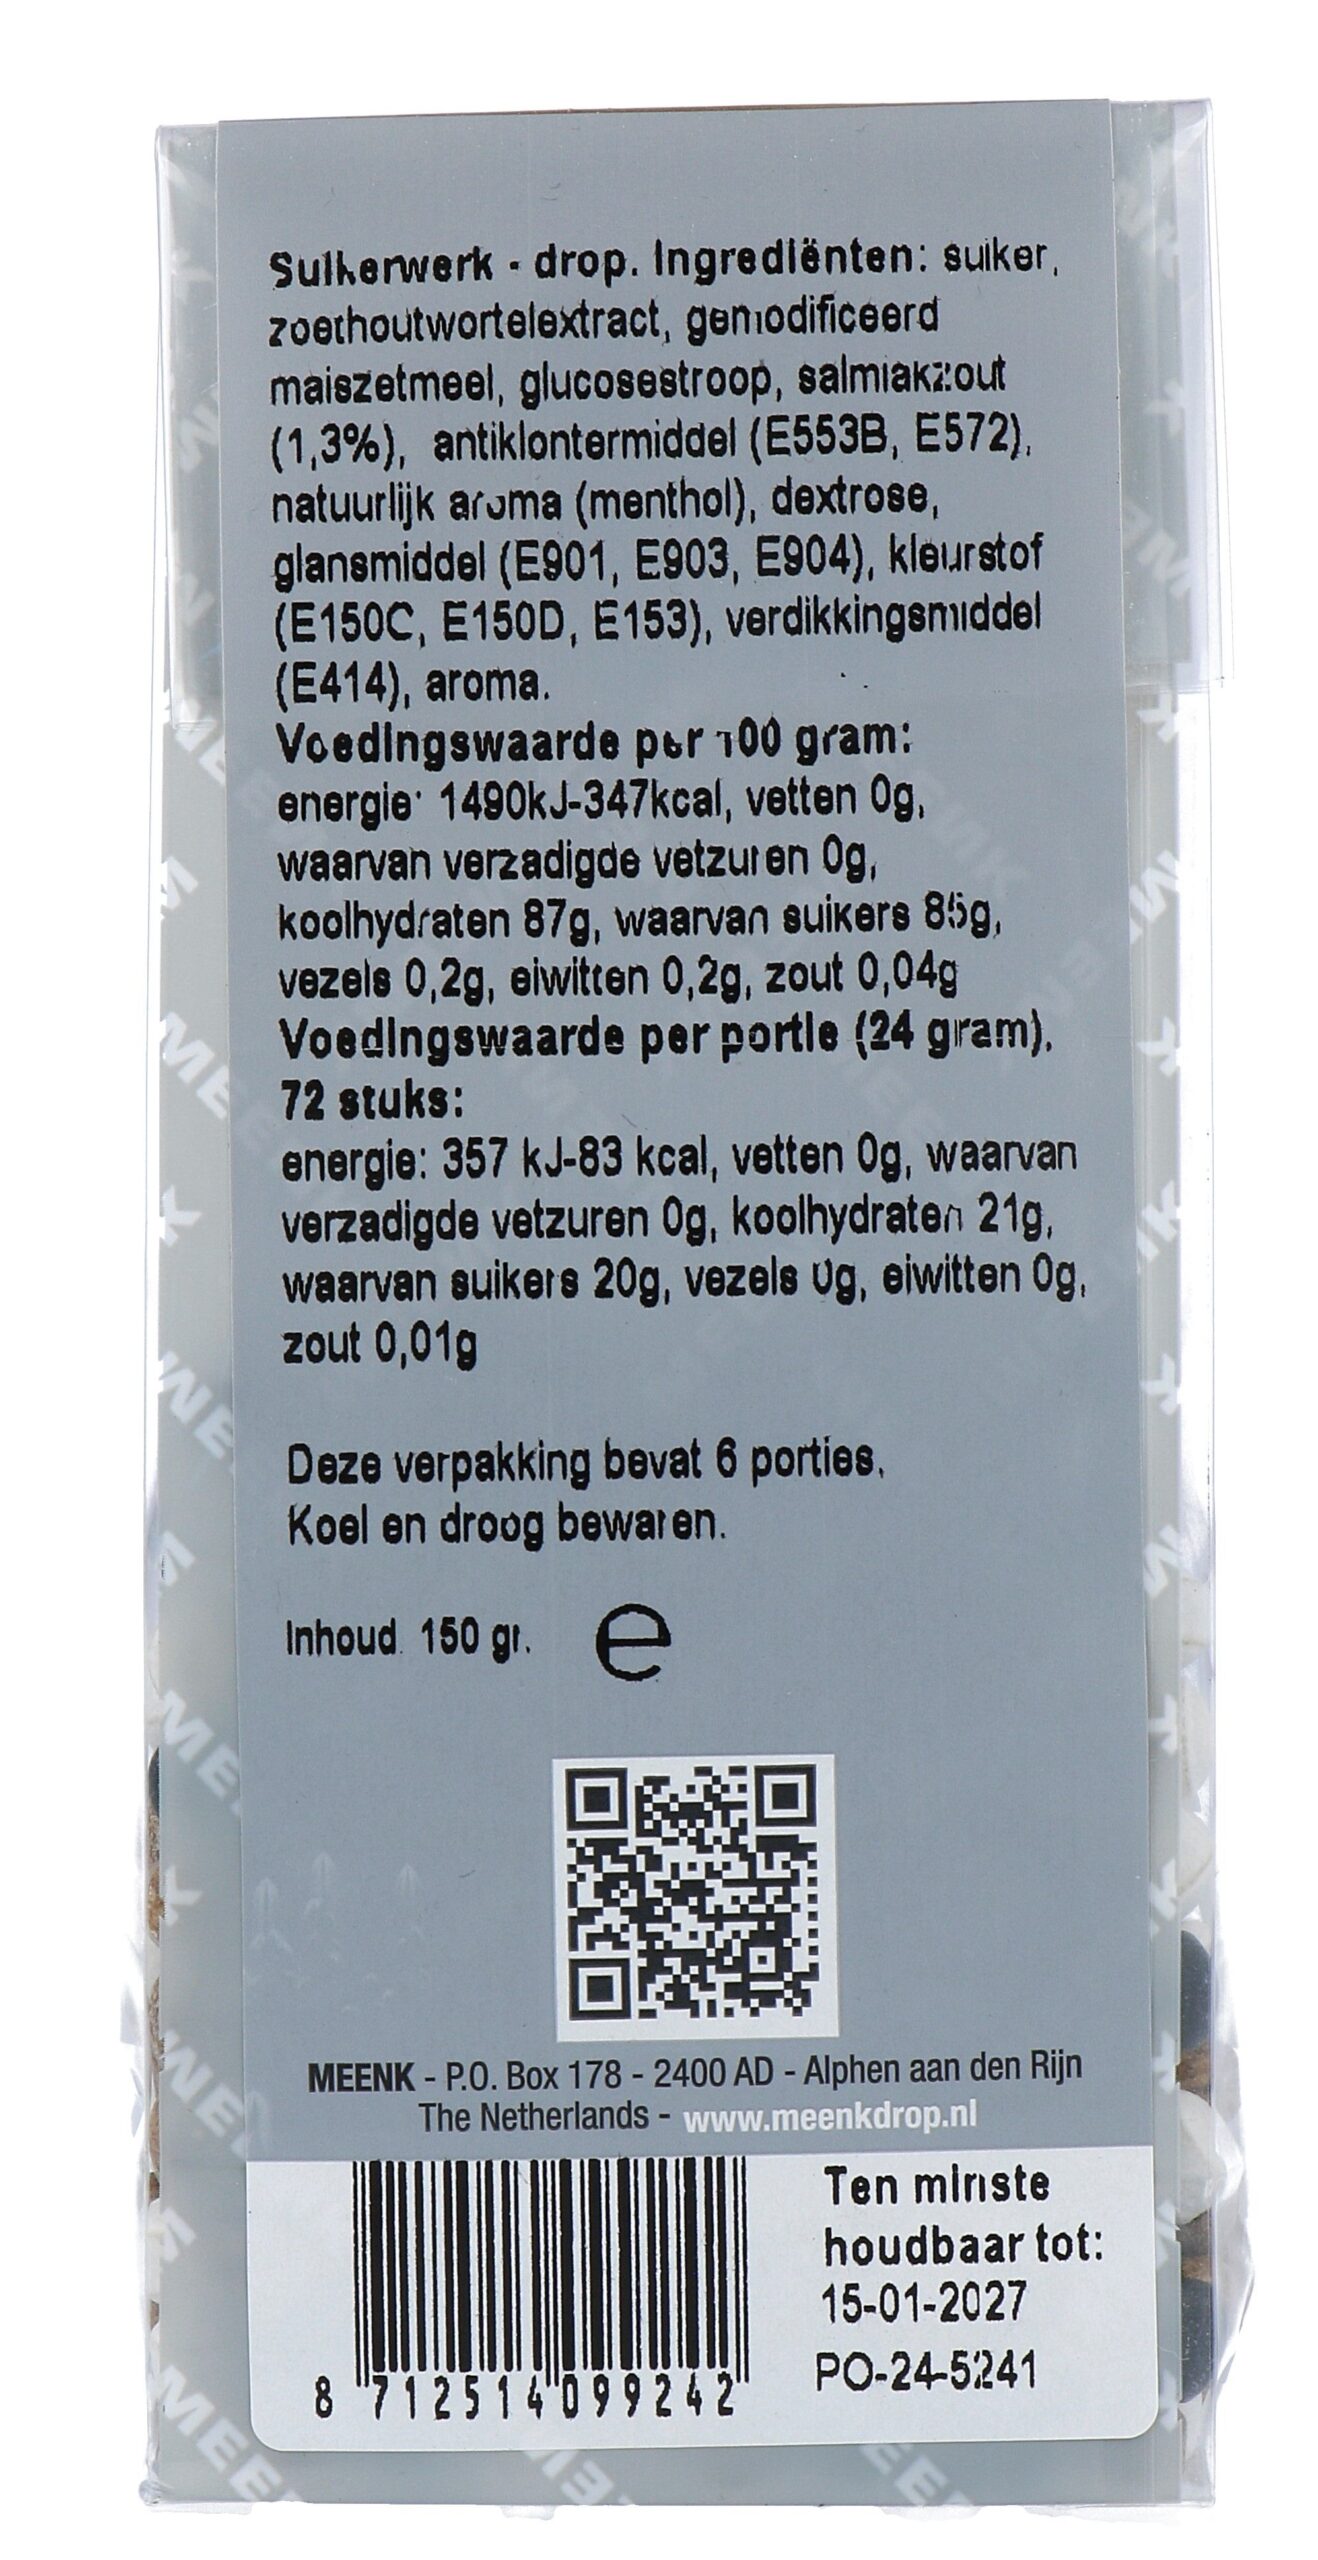 Suikerwerk - drop. Ingrediënten: suiker,
zoethoutwortelextract, gemodificeerd
maiszetmeel, glucosestroop, salmiakzout
(1,3%), antiklontermiddel (E553B, E572),
natuurlijk aroma (menthol), dextrose,
glansmiddel (E901, E903, E904), kleurstof
(E150C, E150D, E153), verdikkingsmiddel
(E414), aroma.
Voedingswaarde per 100 gram:
energie: 1490kJ-347kcal, vetten 0g,
waarvan verzadigde vetzuren 0g,
koolhydraten 87g, waarvan suikers 85g,
vezels 0,2g, eiwitten 0,2g, zout 0,04g
Voedingswaarde per portie (24 gram),
72 stuks:
energie: 357 kJ-83 kcal, vetten 0g, waarvan
verzadigde vetzuren 0g, koolhydraten 21g,
waarvan suikers 20g, vezels 0g, eiwitten 0g,
zout 0,01g
Deze verpakking bevat 6 porties.
Koel en droog bewaren.
Inhoud 150 gr. e
MEENK - P.O. Box 178 - 2400 AD - Alphen aan den Rijn
The Netherlands - www.meenkdrop.nl
Ten minste
houdbaar tot:
15-01-2027
PO-24-5241
8 712514 099242